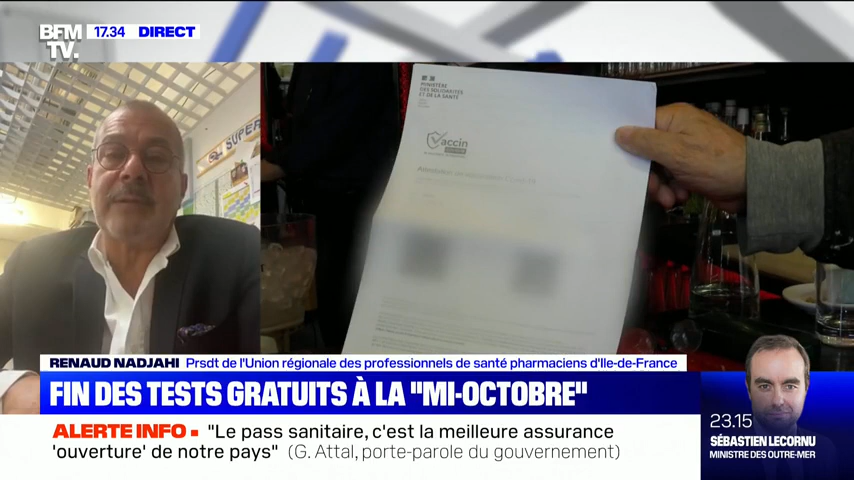 BFM
TV.
17.34 DIRECT
SUPER
MINISTÈRE
DES SOLIDARITÉS
ET DE LA SANTÉ
Vaccin
RENAUD NADJAHI Prsdt de l'Union régionale des professionnels de santé pharmaciens d'Ile-de-France
FIN DES TESTS GRATUITS À LA "MI-OCTOBRE"
ALERTE INFO "Le pass sanitaire, c'est la meilleure assurance
'ouverture' de notre pays" (G. Attal, porte-parole du gouvernement)
23.15
SÉBASTIEN LECORNU
MINISTRE DES OUTRE-MER